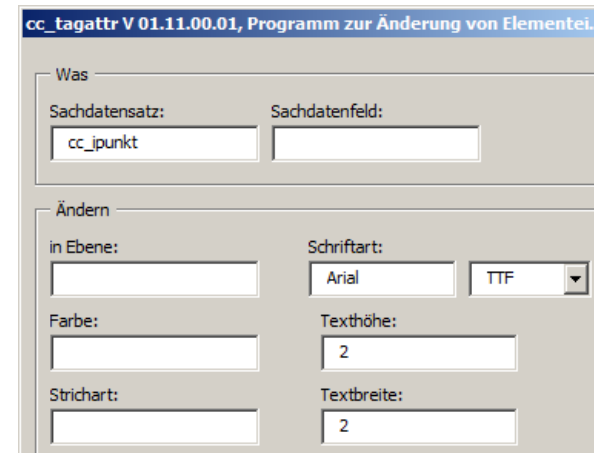 cc_tagattr V 01.11.00.01, Programm zur Änderung von Elementei.
Was
Sachdatensatz: Sachdatenfeld:
cc_ipunkt
Ändern
in Ebene: Schriftart:
Arial TTF
Farbe: Texthöhe:
2
Strichart: Textbreite:
2